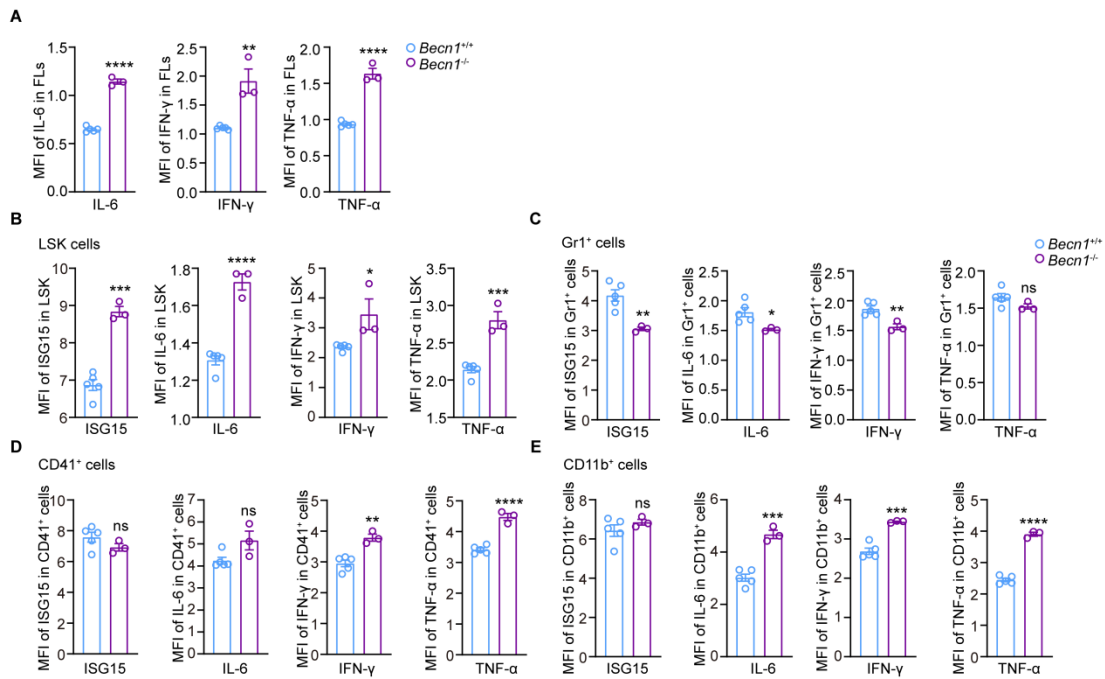 A
MFI of IL-6 in FLs
1.5
1.0
0.5
0.0
****
IL-6
MFI of IFN-γ in FLs
2.5
2.0
1.5
1.0
0.5
0.0
**
IFN-γ
MFI of TNF-α in FLs
2.0
1.5
1.0
0.5
0.0
****
TNF-α
Becn1+/+
Becn1-/-
B
LSK cells
MFI of ISG15 in LSK
10
9
8
7
6
***
ISG15
MFI of IL-6 in LSK
1.8
1.6
1.4
1.2
1.0
****
IL-6
MFI of IFN-γ in LSK
5
4
3
2
1
0
*
IFN-γ
MFI of TNF-α in LSK
3.5
3.0
2.5
2.0
1.5
***
TNF-α
C
Gr1+ cells
Becn1+/+
Becn1-/-
MFI of ISG15 in Gr1+ cells
5
4
3
2
1
0
**
ISG15
MFI of IL-6 in Gr1+ cells
2.5
2.0
1.5
1.0
0.5
0.0
*
IL-6
MFI of IFN-γ in Gr1+ cells
2.5
2.0
1.5
1.0
0.5
0.0
**
IFN-γ
MFI of TNF-α in Gr1+ cells
2.0
1.5
1.0
1.5
0.0
ns
TNF-α
D
CD41+ cells
MFI of ISG15 in CD41+ cells
10
8
6
4
2
0
ns
ISG15
MFI of IL-6 in CD41+ cells
7
6
5
4
3
2
1
0
ns
IL-6
MFI of IFN-γ in CD41+ cells
5
4
3
2
1
0
**
IFN-γ
MFI of TNF-α in CD41+ cells
5
4
3
2
1
0
****
TNF-α
E
CD11b+ cells
MFI of ISG15 in CD11b+ cells
8
6
4
2
0
ns
ISG15
MFI of IL-6 in CD11b+ cells
6
4
2
0
***
IL-6
MFI of IFN-γ in CD11b+ cells
4
3
2
1
0
***
IFN-γ
MFI of TNF-α in CD11b+ cells
5
4
3
2
1
0
****
TNF-α